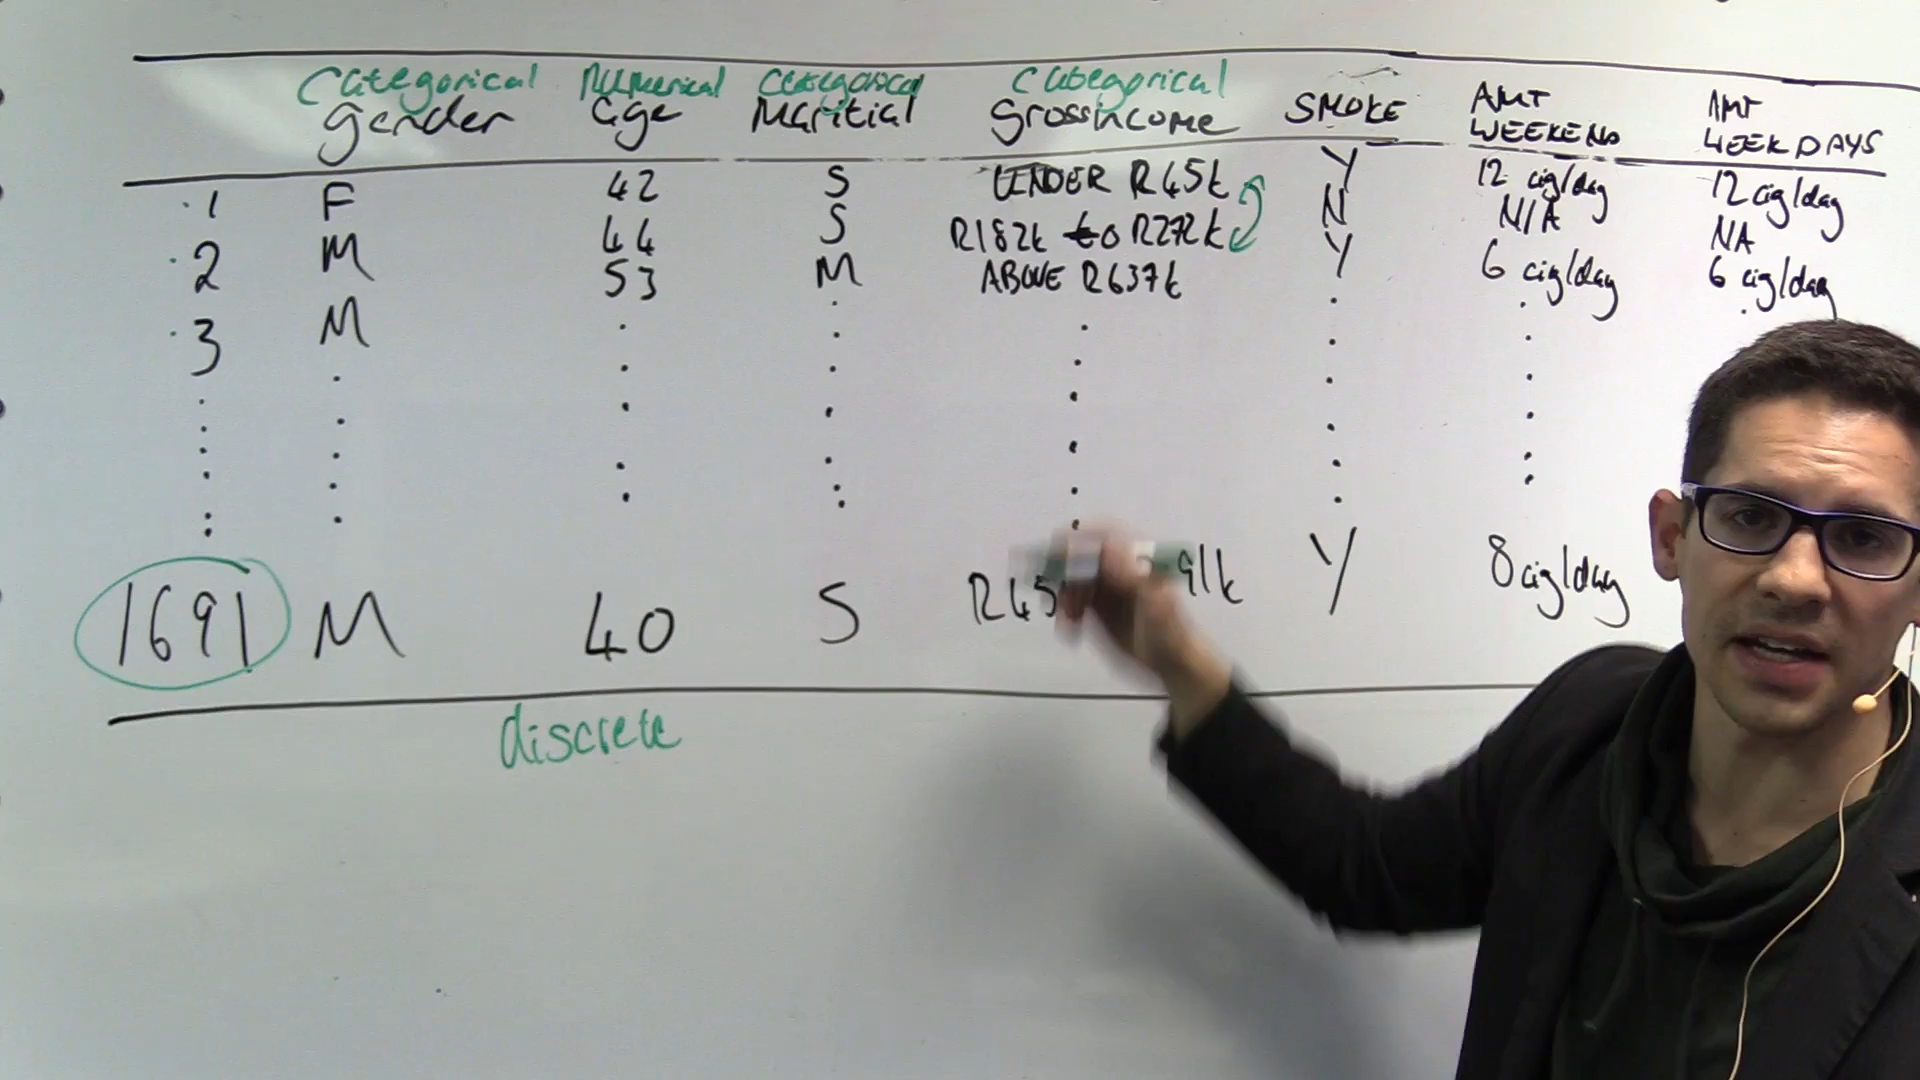 Categorical Numerical Categorical Categorical
gender age Maritial grossincome SMOKE AMT WEEKEND AMT WEEKDAYS
1 F 42 S UNDER R45k Y 12 cig/day 12 cig/day
2 M 44 S R182k to R272k N N/A NA
3 M 53 M ABOVE R637k Y 6 cig/day 6 cig/day
1691 M 40 S Y 8 cig/day
discrete